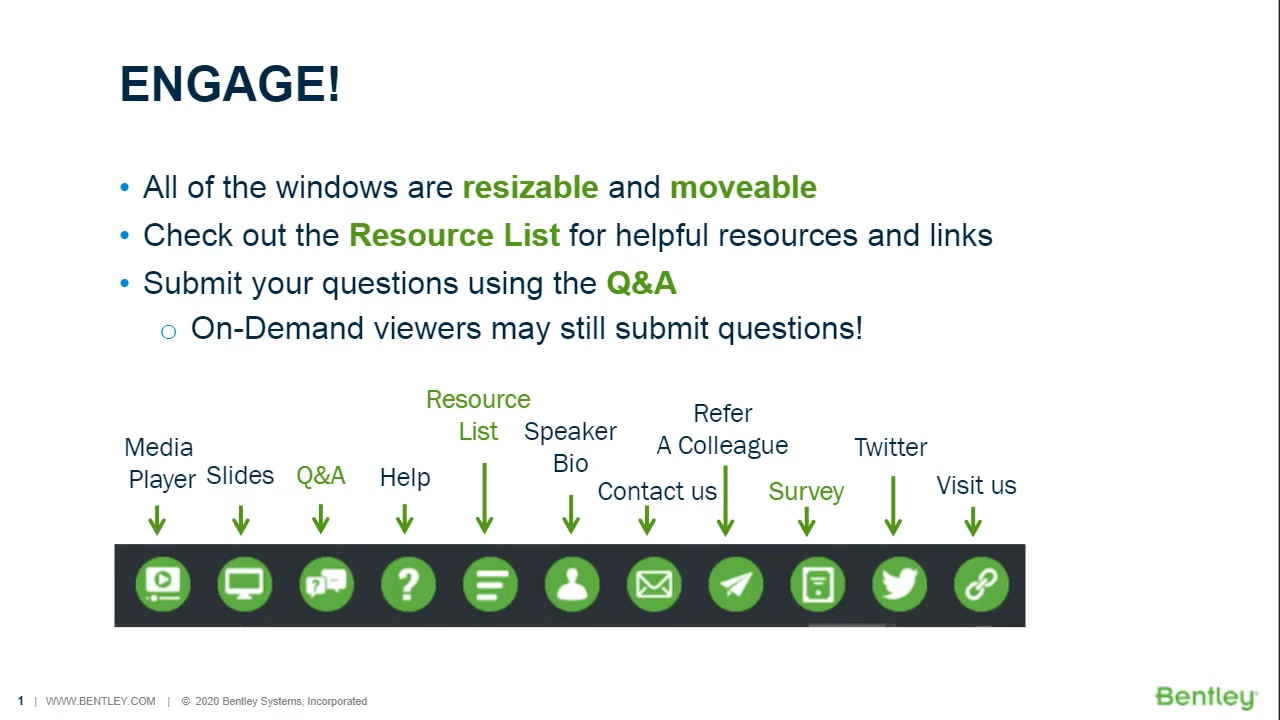 ENGAGE!
• All of the windows are resizable and moveable
• Check out the Resource List for helpful resources and links
• Submit your questions using the Q&A
o On-Demand viewers may still submit questions!
Media
Player
Slides
Q&A
Help
Resource
List
Speaker
Bio
Contact us
Refer
A Colleague
Survey
Twitter
Visit us
1 | WWW.BENTLEY.COM | © 2020 Bentley Systems, Incorporated
Bentley